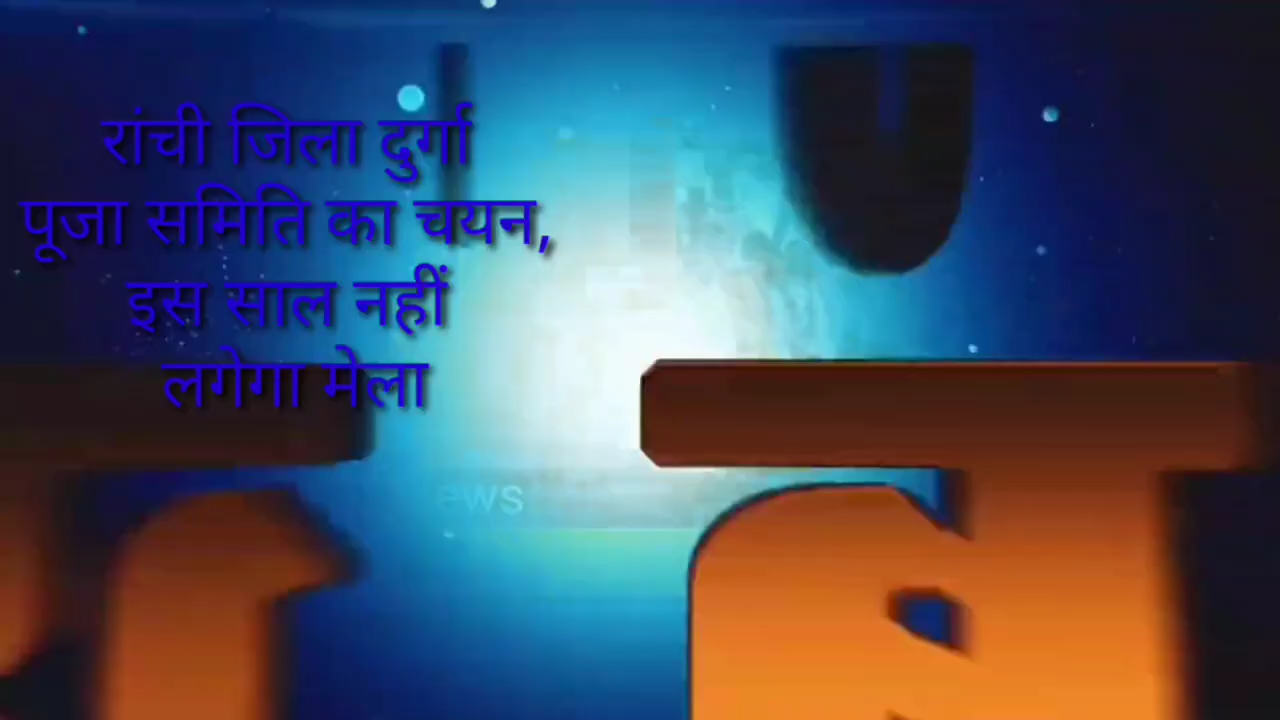 रांची जिला दुर्गा
पूजा समिति का चयन,
इस साल नहीं
लगेगा मेला